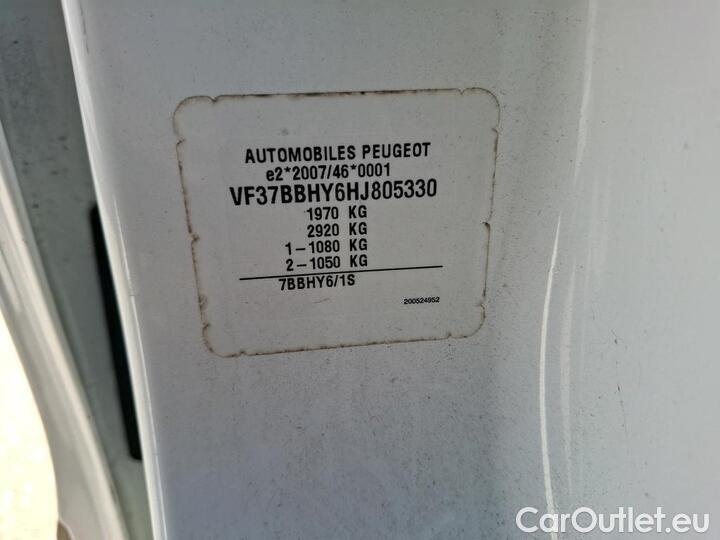 AUTOMOBILES PEUGEOT
e2*2007/46*0001
VF37BBHY6HJ805330
1970 KG
2920 KG
1-1080 KG
2-1050 KG
7BBHY6/1S
200524952
CarOutlet.eu